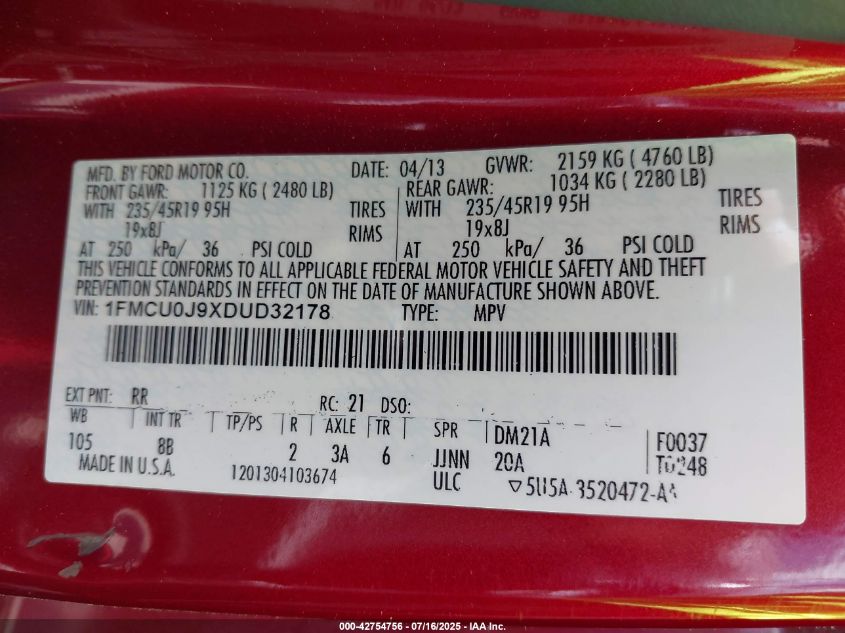 MFD. BY FORD MOTOR CO. DATE: 04/13 GVWR: 2159 KG ( 4760 LB)
FRONT GAWR: 1125 KG ( 2480 LB) REAR GAWR: 1034 KG ( 2280 LB)
WITH 235/45R19 95H TIRES WITH 235/45R19 95H TIRES
19x8J RIMS 19x8J RIMS
AT 250 kPa/ 36 PSI COLD AT 250 kPa/ 36 PSI COLD
THIS VEHICLE CONFORMS TO ALL APPLICABLE FEDERAL MOTOR VEHICLE SAFETY AND THEFT
PREVENTION STANDARDS IN EFFECT ON THE DATE OF MANUFACTURE SHOWN ABOVE.
VIN: 1FMCU0J9XDUD32178 TYPE: MPV
EXT PNT: RR RC: 21 DSO:
WB INT TR TP/PS R AXLE TR SPR DM21A F0037
105 8B 2 3A 6 JJNN 20A T0248
MADE IN U.S.A. 1201304103674 ULC
000-42754756 - 07/16/2025 - IAA Inc.